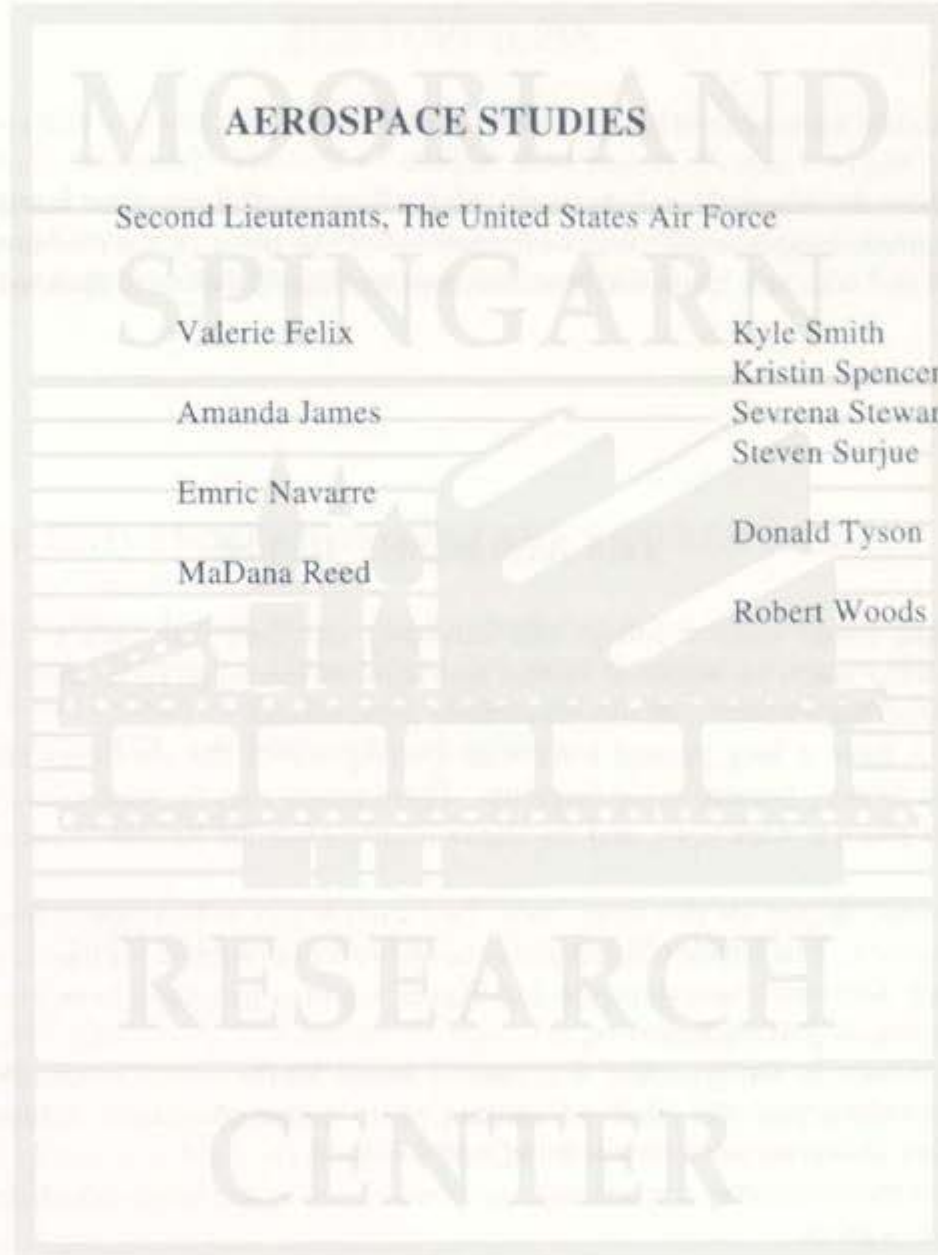 MOORLAND
AEROSPACE STUDIES
Second Lieutenants, The United States Air Force
SPINGARN
Valerie Felix
Amanda James
Emric Navarre
MaDana Reed
Kyle Smith
Kristin Spencer
Sevrena Stewar
Steven Surjue
Donald Tyson
Robert Woods
RESEARCH
CENTER